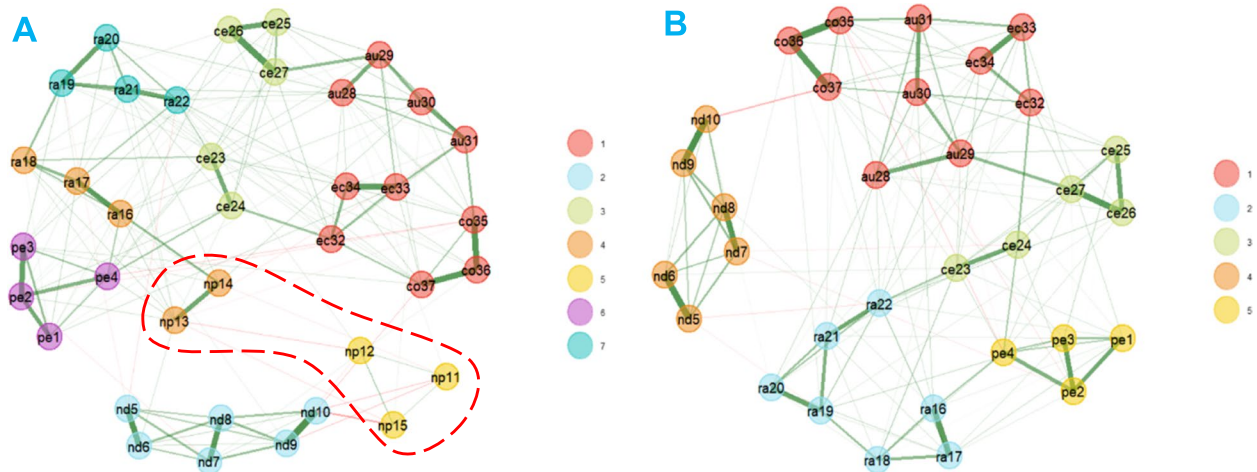 A
ra20
ce26
ce25
ra19
ra21
ra22
ce27
au29
au28
au30
au31
ra18
ra17
ra16
ce23
ce24
ec34
ec33
ec32
co35
co36
co37
pe3
pe4
pe2
pe1
np14
np13
np12
np11
np15
nd5
nd8
nd10
nd6
nd7
nd9
1
2
3
4
5
6
7
B
co36
co35
au31
ec33
ec34
co37
au30
ec32
nd10
nd9
au28
au29
ce25
ce27
ce26
nd8
nd7
ce24
ce23
nd6
nd5
ra22
ra21
pe4
pe3
pe1
pe2
ra20
ra19
ra16
ra18
ra17
1
2
3
4
5